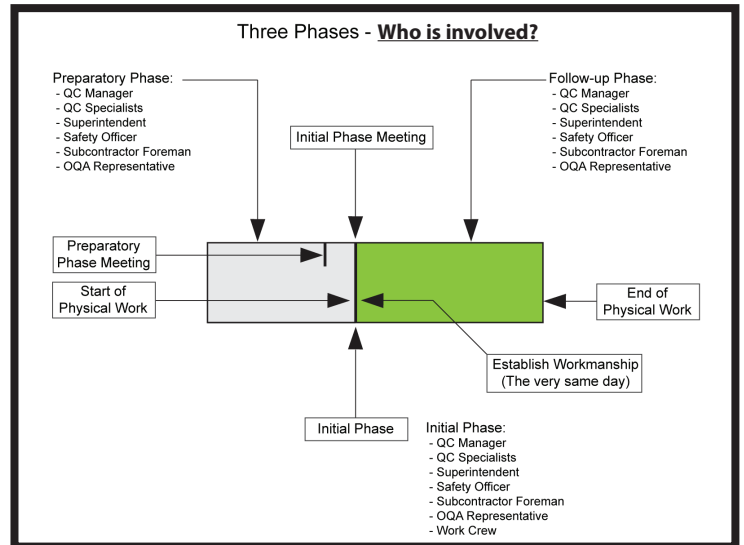 Three Phases - Who is involved?
Preparatory Phase:
- QC Manager
- QC Specialists
- Superintendent
- Safety Officer
- Subcontractor Foreman
- OQA Representative
Initial Phase Meeting
Follow-up Phase:
- QC Manager
- QC Specialists
- Superintendent
- Safety Officer
- Subcontractor Foreman
- OQA Representative
Preparatory
Phase Meeting
Start of
Physical Work
End of
Physical Work
Establish Workmanship
(The very same day)
Initial Phase
Initial Phase:
- QC Manager
- QC Specialists
- Superintendent
- Safety Officer
- Subcontractor Foreman
- OQA Representative
- Work Crew